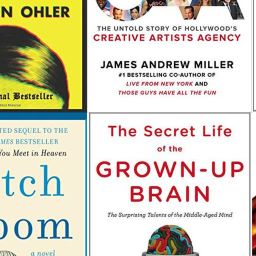 N OHLER
nal Bestseller
THE UNTOLD STORY OF HOLLYWOOD'S
CREATIVE ARTISTS AGENCY
JAMES ANDREW MILLER
#1 BESTSELLING CO-AUTHOR OF
LIVE FROM NEW YORK AND
THOSE GUYS HAVE ALL THE FUN
TED SEQUEL TO THE
MES BESTSELLER
You Meet in Heaven
tch
oom
a novel
The Secret Life
of the
GROWN-UP
BRAIN
The Surprising Talents of the Middle-Aged Mind